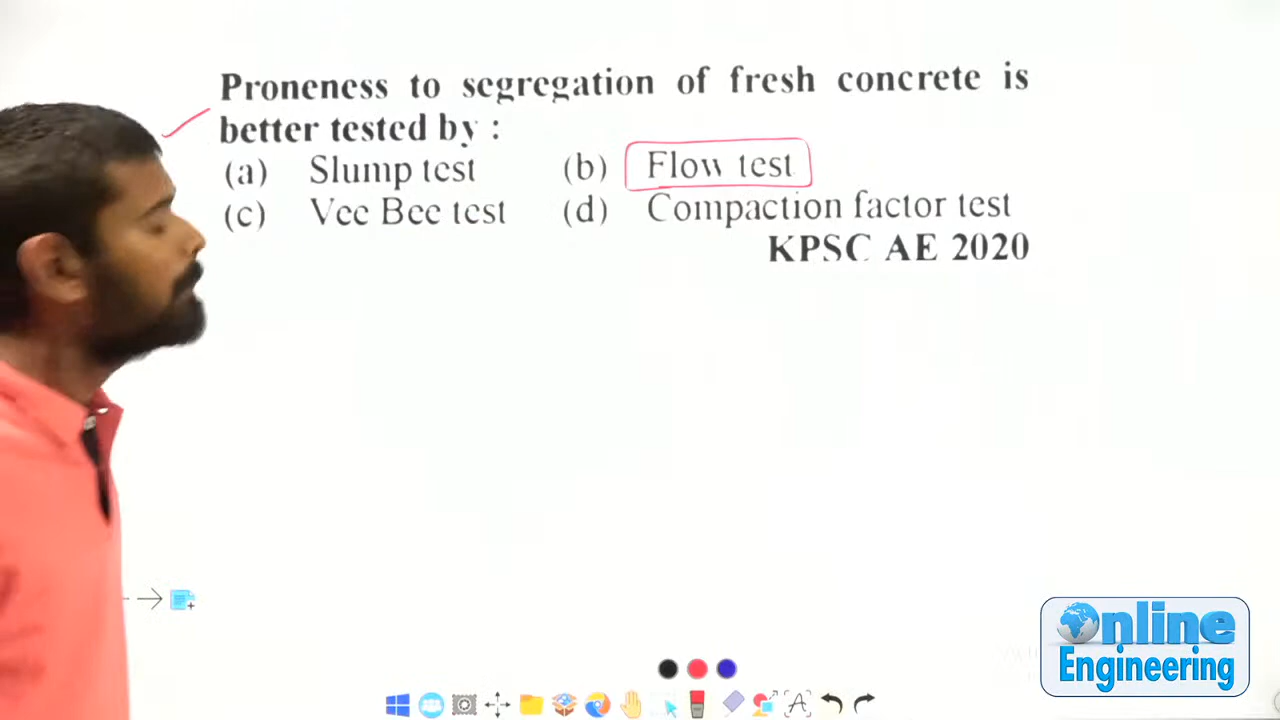 Proneness to segregation of fresh concrete is
better tested by :
(a) Slump test (b) Flow test
(c) Vee Bee test (d) Compaction factor test
KPSC AE 2020
Online
Engineering